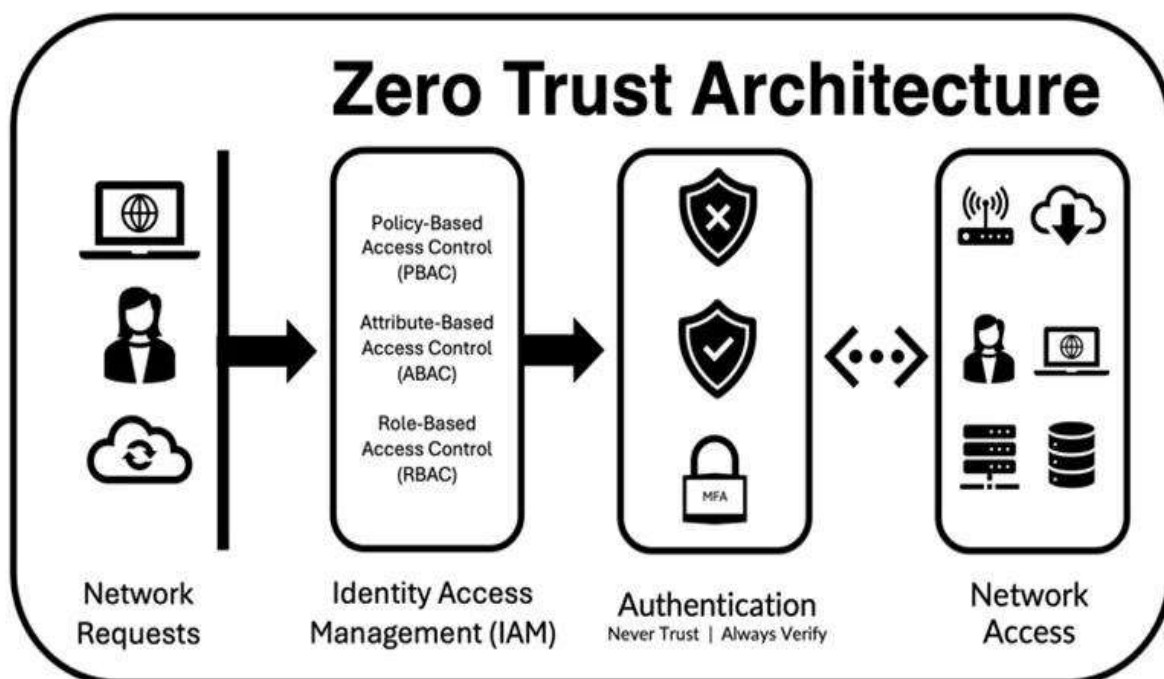 Zero Trust Architecture
Policy-Based
Access Control
(PBAC)
Attribute-Based
Access Control
(ABAC)
Role-Based
Access Control
(RBAC)
MFA
Network
Requests
Identity Access
Management (IAM)
Authentication
Never Trust | Always Verify
Network
Access